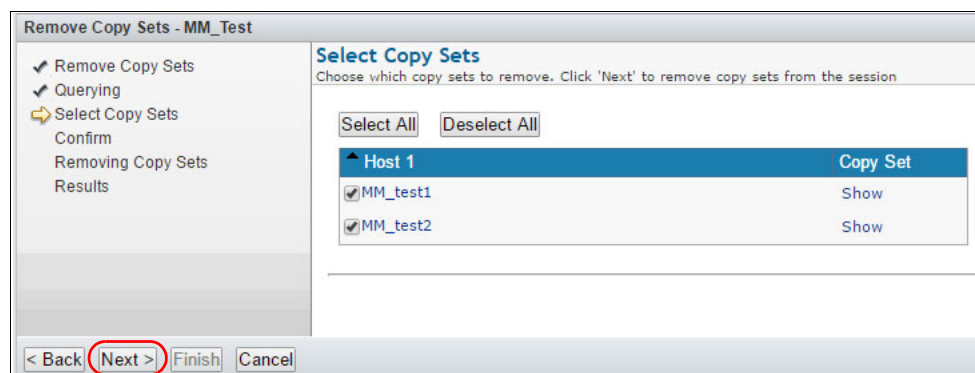 Remove Copy Sets - MM_Test
Remove Copy Sets
Querying
Select Copy Sets
Confirm
Removing Copy Sets
Results
Select Copy Sets
Choose which copy sets to remove. Click 'Next' to remove copy sets from the session
Select All Deselect All
Host 1 Copy Set
MM_test1 Show
MM_test2 Show
< Back Next > Finish Cancel